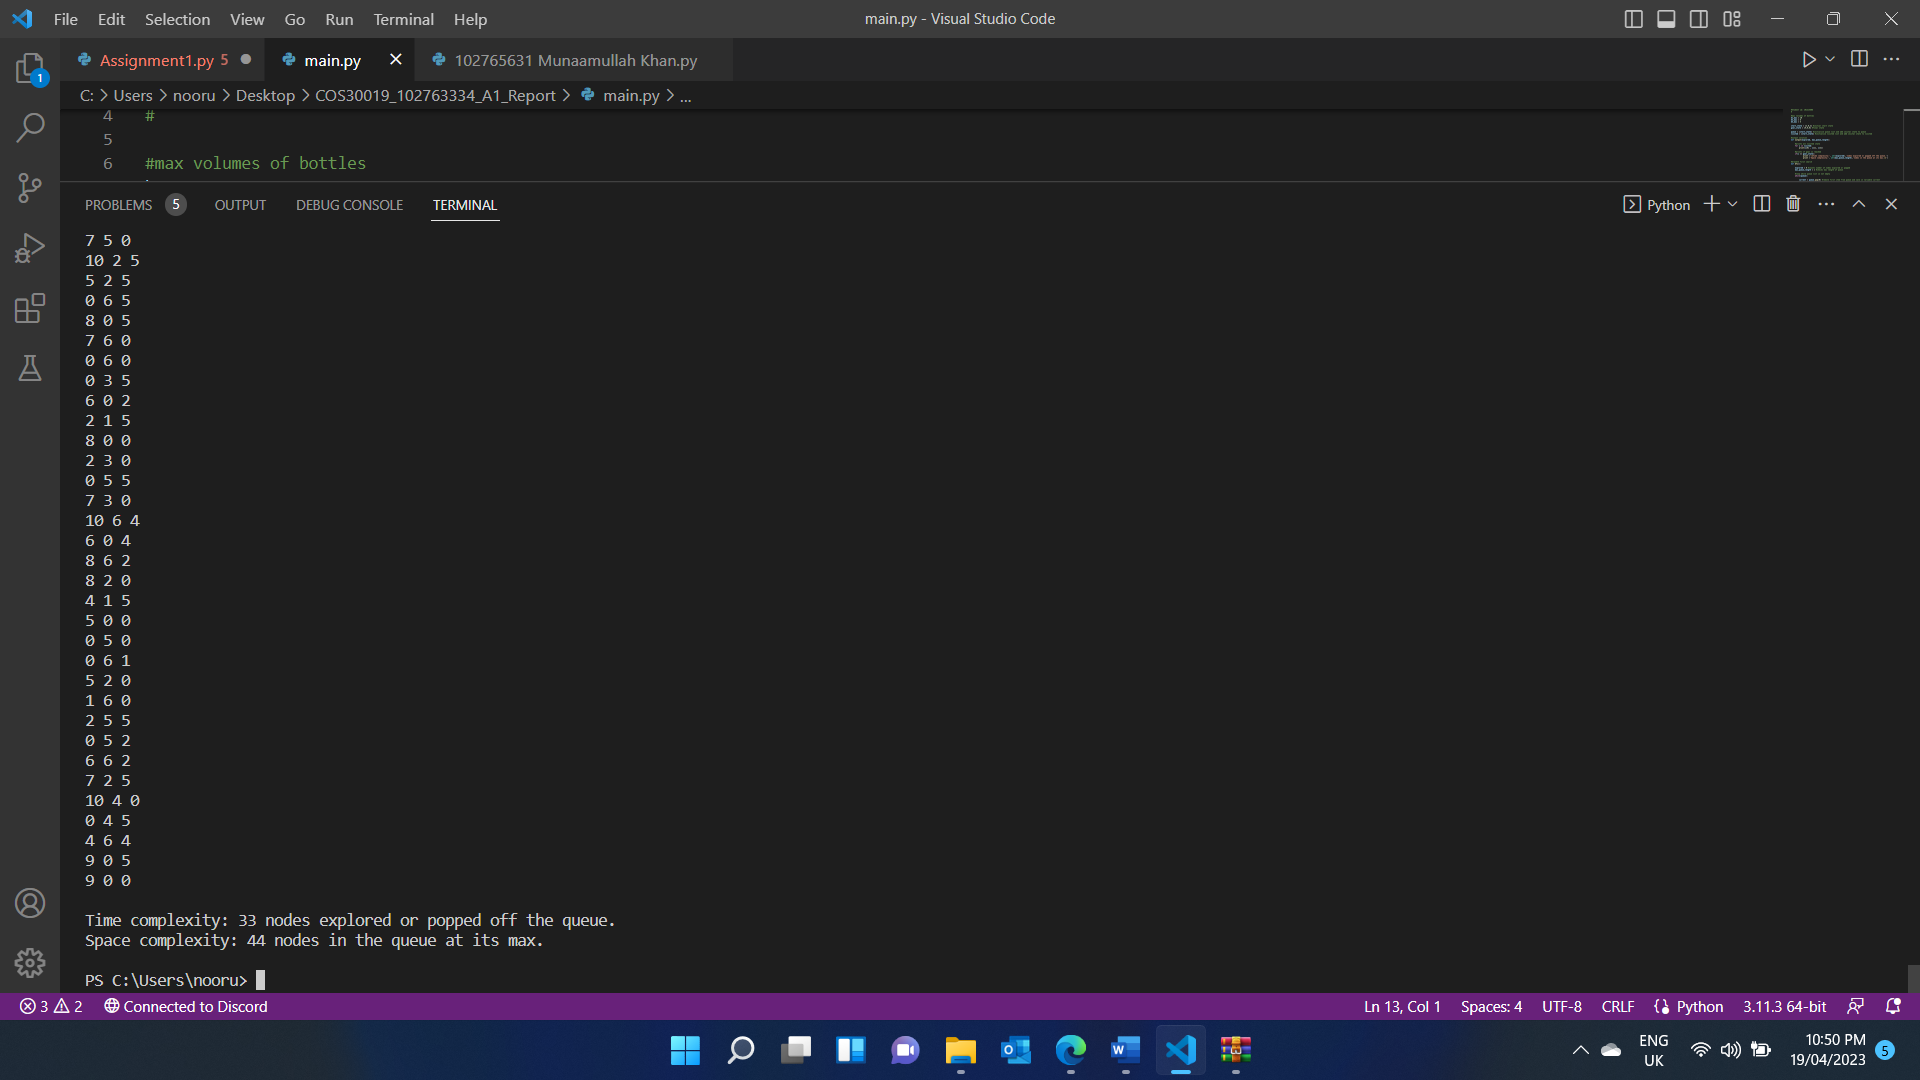 File Edit Selection View Go Run Terminal Help main.py - Visual Studio Code
Assignment1.py 5 main.py 102765631 Munaamullah Khan.py
C: > Users > nooru > Desktop > COS30019_102763334_A1_Report > main.py > ...
4 #
5
6 #max volumes of bottles
PROBLEMS 5 OUTPUT DEBUG CONSOLE TERMINAL Python
7 5 0
10 2 5
5 2 5
0 6 5
8 0 5
7 6 0
0 6 0
0 3 5
6 0 2
2 1 5
8 0 0
2 3 0
0 5 5
7 3 0
10 6 4
6 0 4
8 6 2
8 2 0
4 1 5
5 0 0
0 5 0
0 6 1
5 2 0
1 6 0
2 5 5
0 5 2
6 6 2
7 2 5
10 4 0
0 4 5
4 6 4
9 0 5
9 0 0
Time complexity: 33 nodes explored or popped off the queue.
Space complexity: 44 nodes in the queue at its max.
PS C:\Users\nooru>
3 2 Connected to Discord Ln 13, Col 1 Spaces: 4 UTF-8 CRLF Python 3.11.3 64-bit
ENG 10:50 PM
UK 19/04/2023 5